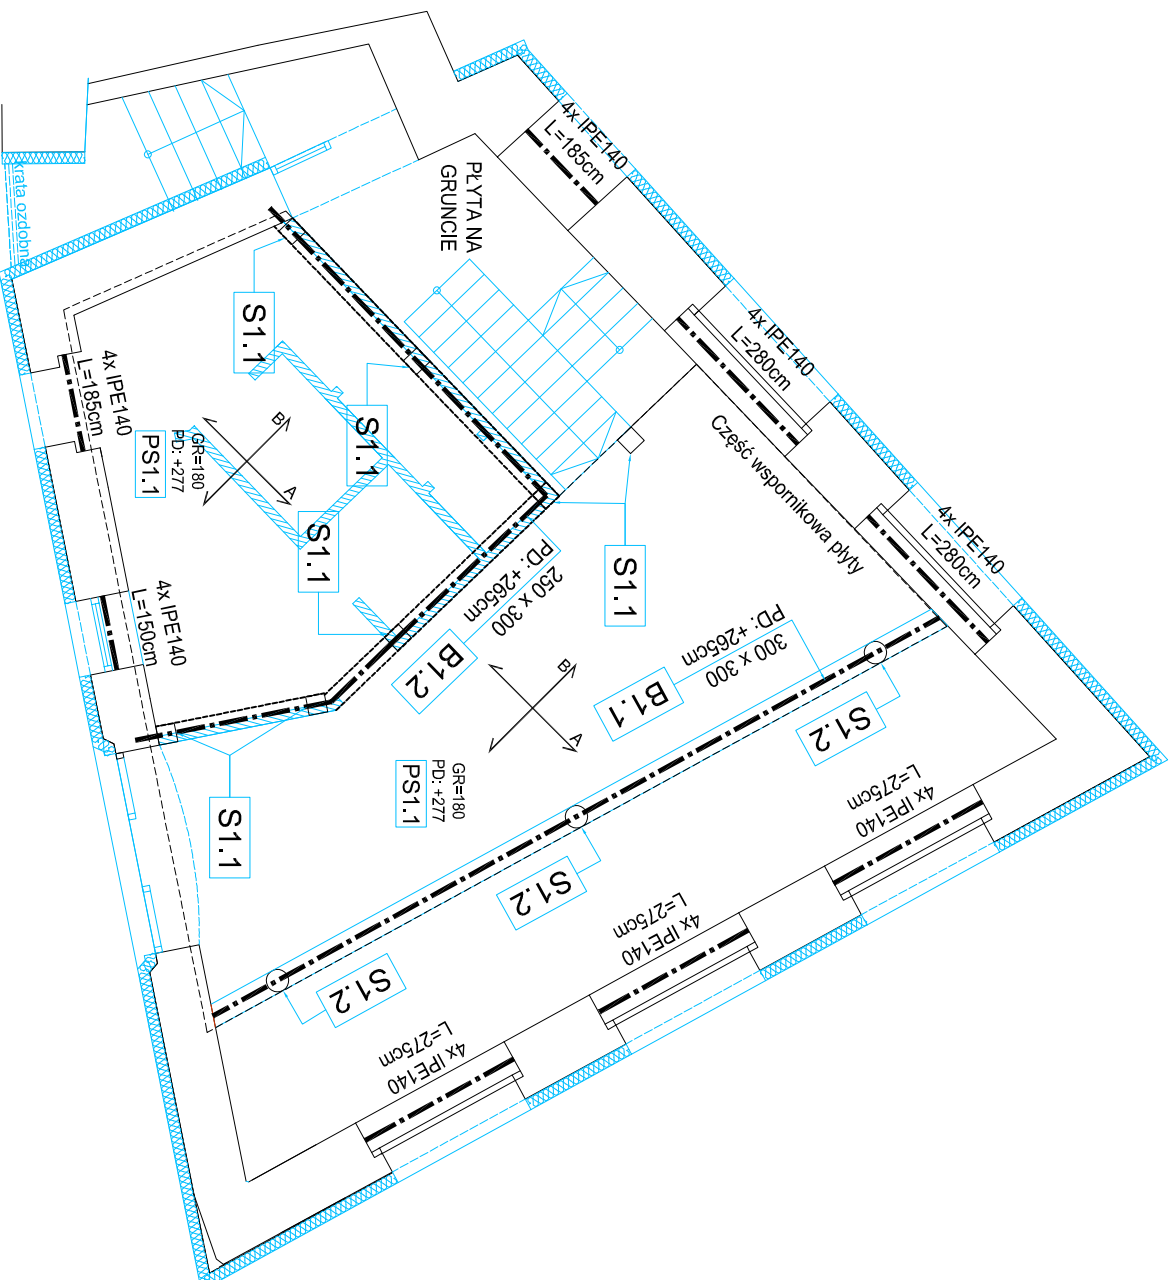 4x IPE140
L=185cm
PŁYTA NA
GRUNCIE
krata ozdobna
4x IPE140
L=280cm
S1.1
4x IPE140
L=185cm
S1.1
Część wspornikowa płyty
B
A
GR=180
PD: +277
PS1.1
4x IPE140
L=280cm
S1.1
S1.1
PD: +265cm
250 x 300
B1.2
4x IPE140
L=150cm
PD: +265cm
300 x 300
B1.1
B
A
S1.2
GR=180
PD: +277
PS1.1
4x IPE140
L=275cm
S1.1
S1.2
4x IPE140
L=275cm
S1.2
4x IPE140
L=275cm